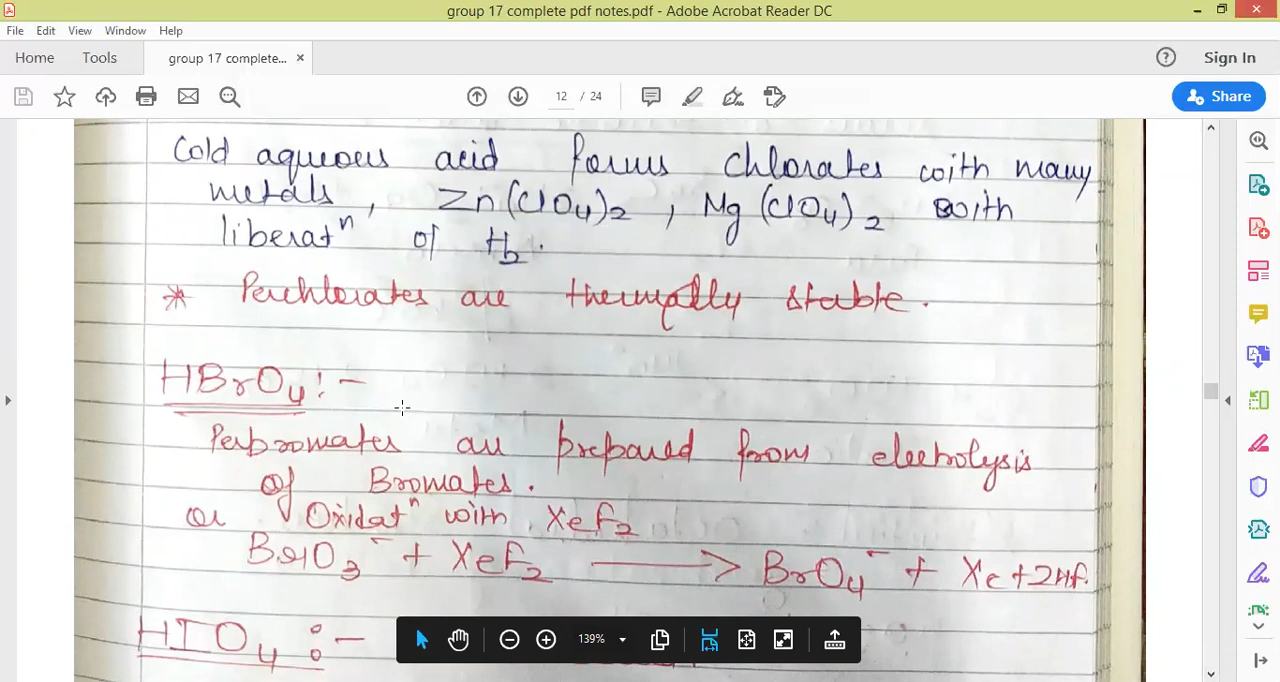 group 17 complete pdf notes.pdf - Adobe Acrobat Reader DC
File Edit View Window Help
Home Tools group 17 complete... × Sign In
12 / 24 Share
Cold aqueous acid forms chlorates with many
metals, Zn(ClO4)2, Mg(ClO4)2 with
liberatⁿ of H2.
* Perchlorates are thermally stable.
HBrO4:-
Perbromates are prepared from electrolysis
of Bromates.
or Oxidatⁿ with XeF2
BrO3⁻ + XeF2 ⟶ BrO4⁻ + Xe + 2Hf.
HIO4:-
139%